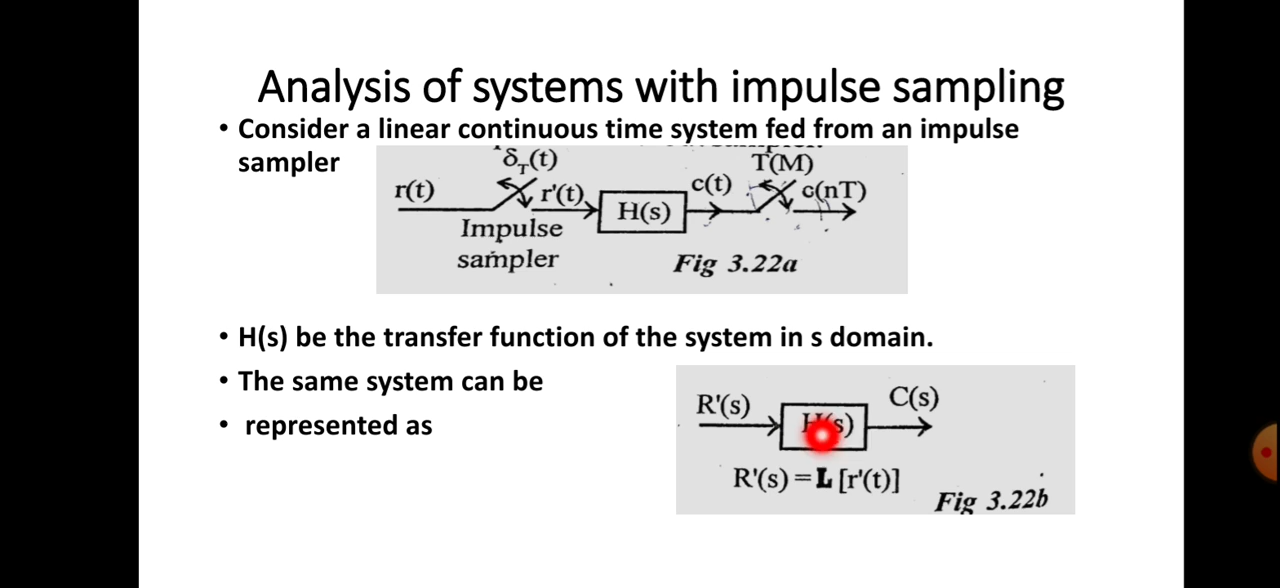 Analysis of systems with impulse sampling
• Consider a linear continuous time system fed from an impulse
sampler
δT(t)
T(M)
r(t)
r'(t)
H(s)
c(t)
c(nT)
Impulse
sampler
Fig 3.22a
• H(s) be the transfer function of the system in s domain.
• The same system can be
• represented as
R'(s)
H(s)
C(s)
R'(s)=L [r'(t)]
Fig 3.22b